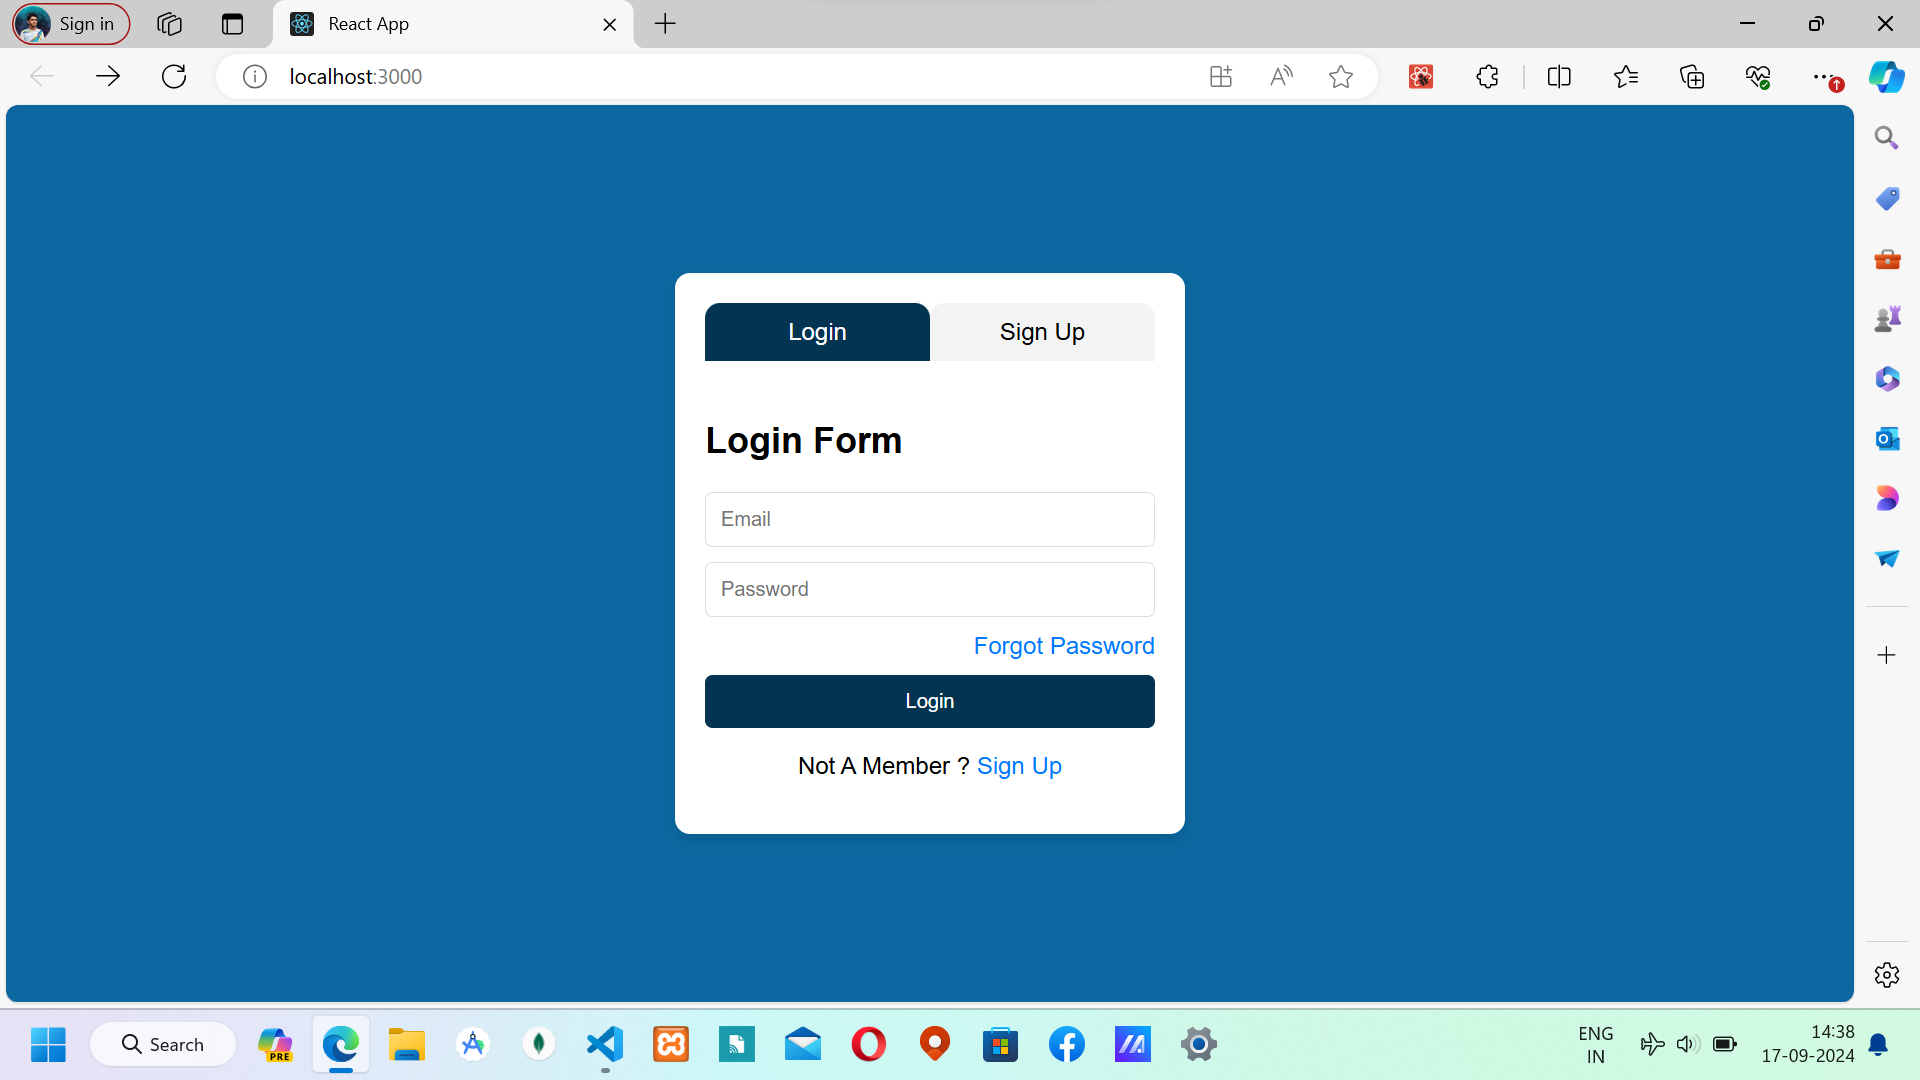 Sign in
React App
localhost:3000
Login
Sign Up
Login Form
Email
Password
Forgot Password
Login
Not A Member ? Sign Up
Search
PRE
ENG
IN
14:38
17-09-2024